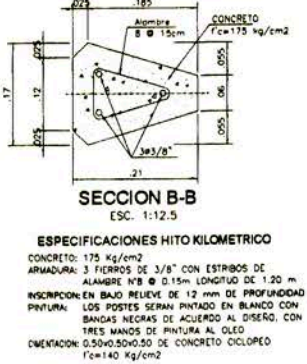 .025
.185
Alambre
8 @ 15cm
CONCRETO
f'c=175 kg/cm2
.17
.025
.12
.025
.055
.06
.055
3ø3/8"
.21
SECCION B-B
ESC. 1:12.5
ESPECIFICACIONES HITO KILOMETRICO
CONCRETO: 175 Kg/cm2
ARMADURA: 3 FIERROS DE 3/8" CON ESTRIBOS DE
ALAMBRE N'8 @ 0.15m LONGITUD DE 1.20 m
INSCRIPCION: EN BAJO RELIEVE DE 12 mm DE PROFUNDIDAD
PINTURA: LOS POSTES SERAN PINTADO EN BLANCO CON
BANDAS NEGRAS DE ACUERDO AL DISEÑO, CON
TRES MANOS DE PINTURA AL OLEO
CIMENTACION: 0.50x0.50x0.50 DE CONCRETO CICLOPEO
f'c=140 Kg/cm2